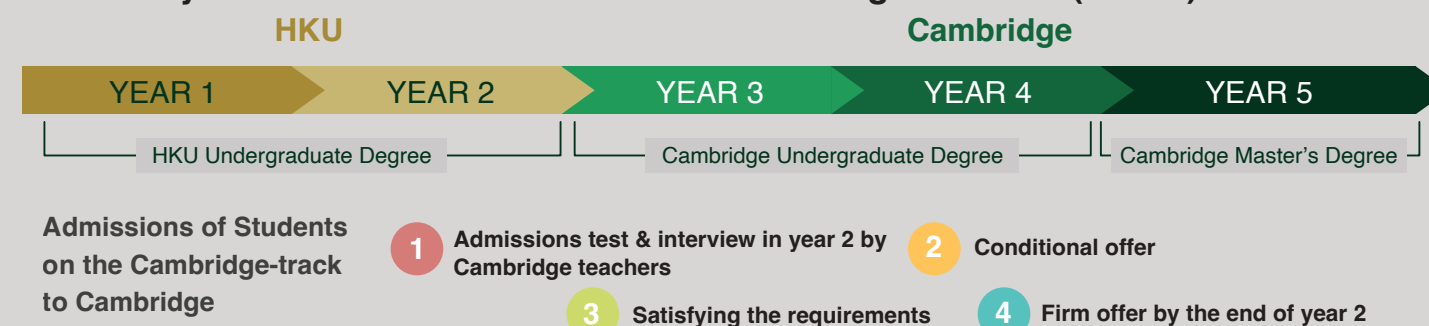 HKU
Cambridge
YEAR 1
YEAR 2
YEAR 3
YEAR 4
YEAR 5
HKU Undergraduate Degree
Cambridge Undergraduate Degree
Cambridge Master’s Degree
Admissions of Students
on the Cambridge-track
to Cambridge
1
Admissions test & interview in year 2 by
Cambridge teachers
2
Conditional offer
3
Satisfying the requirements
4
Firm offer by the end of year 2